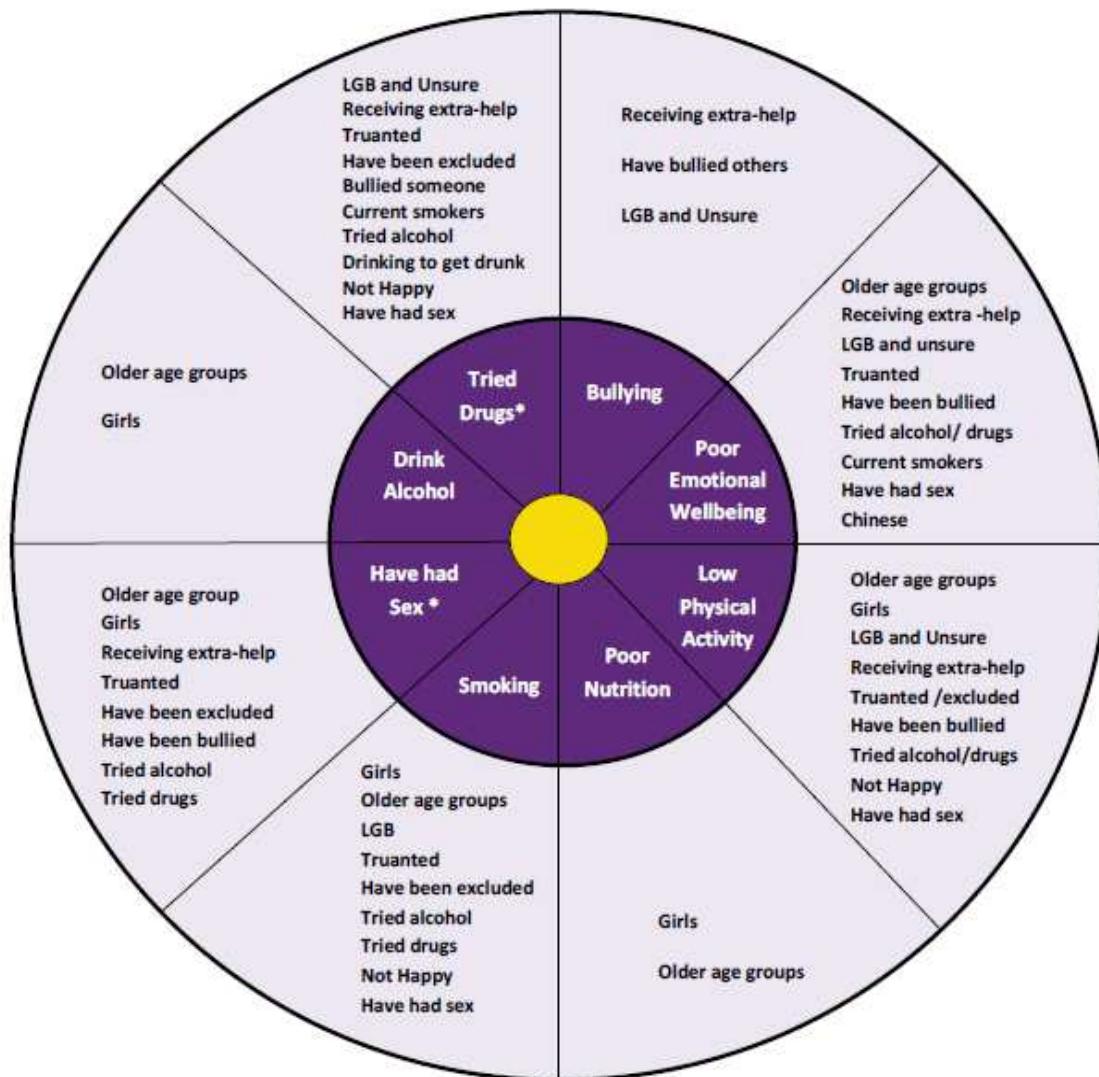 LGB and Unsure
Receiving extra-help
Truanted
Have been excluded
Bullied someone
Current smokers
Tried alcohol
Drinking to get drunk
Not Happy
Have had sex
Receiving extra-help
Have bullied others
LGB and Unsure
Older age groups
Receiving extra -help
LGB and unsure
Truanted
Have been bullied
Tried alcohol/ drugs
Current smokers
Have had sex
Chinese
Older age groups
Girls
LGB and Unsure
Receiving extra-help
Truanted /excluded
Have been bullied
Tried alcohol/drugs
Not Happy
Have had sex
Girls
Older age groups
Girls
Older age groups
LGB
Truanted
Have been excluded
Tried alcohol
Tried drugs
Not Happy
Have had sex
Older age group
Girls
Receiving extra-help
Truanted
Have been excluded
Have been bullied
Tried alcohol
Tried drugs
Older age groups
Girls
Tried
Drugs*
Bullying
Poor
Emotional
Wellbeing
Low
Physical
Activity
Poor
Nutrition
Smoking
Have had
Sex *
Drink
Alcohol